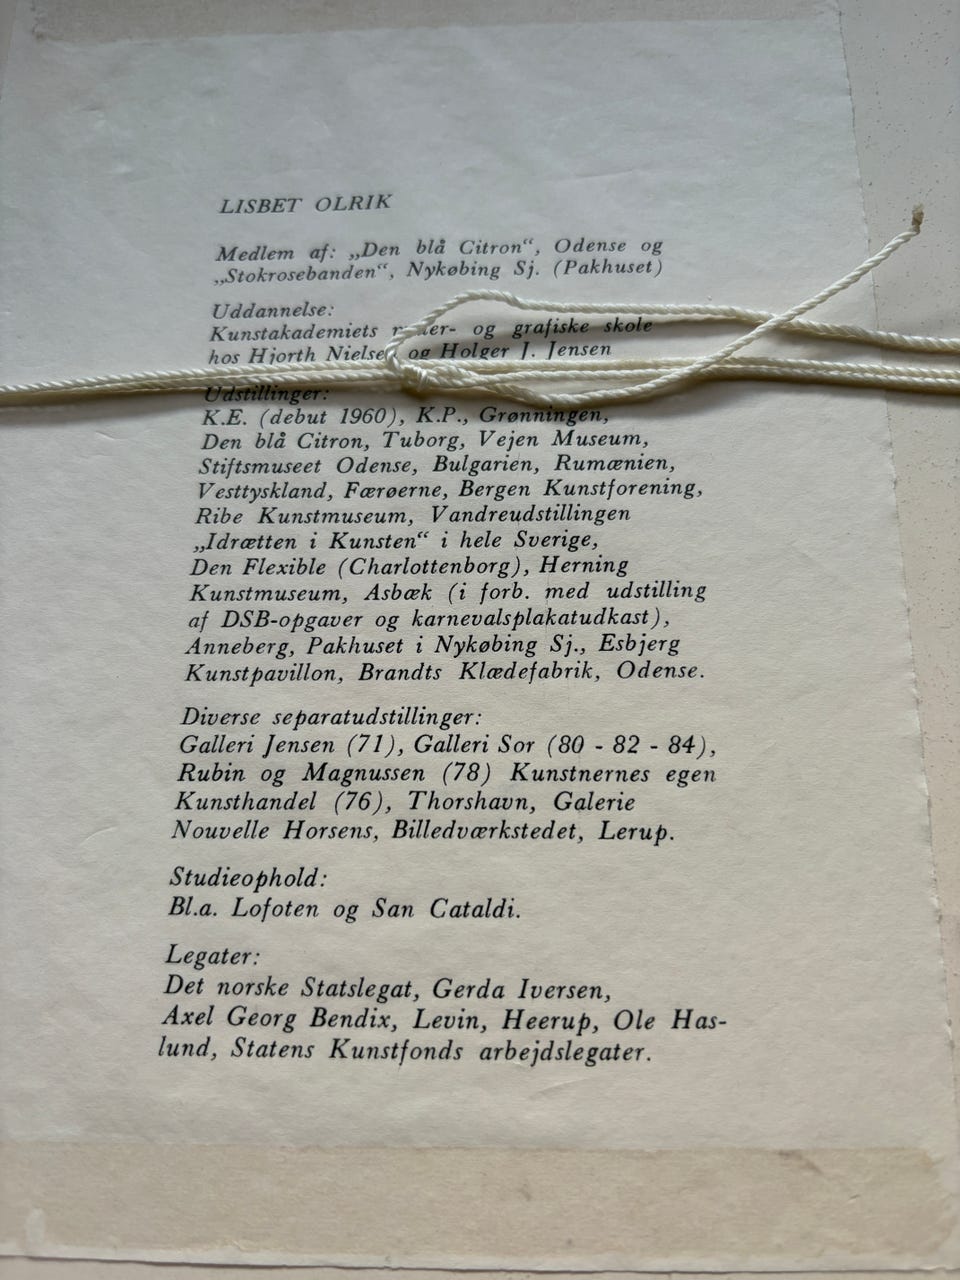 LISBET OLRIK
Medlem af: „Den blå Citron“, Odense og
„Stokrosebanden“, Nykøbing Sj. (Pakhuset)
Uddannelse:
Kunstakademiets og grafiske skole
hos Hjorth Nielsen og Holger J. Jensen
Udstillinger:
K.E. (debut 1960), K.P., Grønningen,
Den blå Citron, Tuborg, Vejen Museum,
Stiftsmuseet Odense, Bulgarien, Rumænien,
Vesttyskland, Færøerne, Bergen Kunstforening,
Ribe Kunstmuseum, Vandreudstillingen
„Idrætten i Kunsten“ i hele Sverige,
Den Flexible (Charlottenborg), Herning
Kunstmuseum, Asbæk (i forb. med udstilling
af DSB-opgaver og karnevalsplakatudkast),
Anneberg, Pakhuset i Nykøbing Sj., Esbjerg
Kunstpavillon, Brandts Klædefabrik, Odense.
Diverse separatudstillinger:
Galleri Jensen (71), Galleri Sor (80 - 82 - 84),
Rubin og Magnussen (78) Kunstnernes egen
Kunsthandel (76), Thorshavn, Galerie
Nouvelle Horsens, Billedværkstedet, Lerup.
Studieophold:
Bl.a. Lofoten og San Cataldi.
Legater:
Det norske Statslegat, Gerda Iversen,
Axel Georg Bendix, Levin, Heerup, Ole Has-
lund, Statens Kunstfonds arbejdslegater.